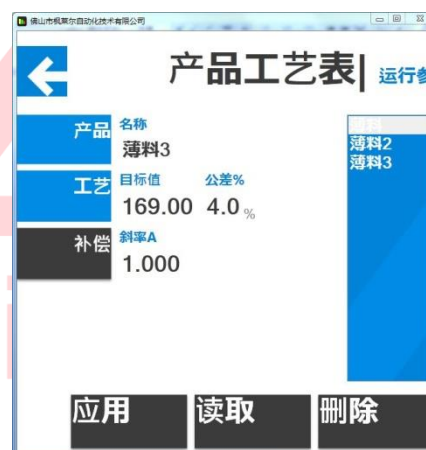 佛山市枫莱尔自动化技术有限公司
产品工艺表| 运行参
产品 名称
薄料3
工艺 目标值 公差%
169.00 4.0 %
补偿 斜率A
1.000
薄料
薄料2
薄料3
应用 读取 删除